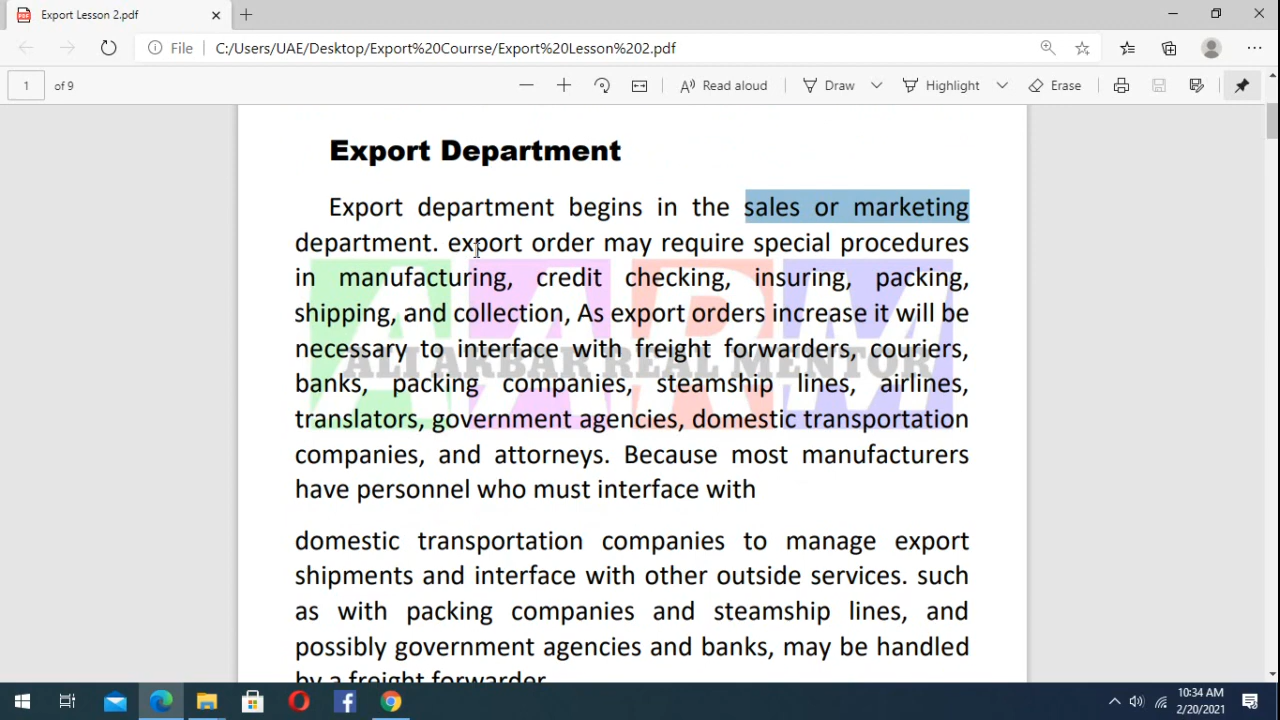 Export Lesson 2.pdf
File
C:/Users/UAE/Desktop/Export%20Courrse/Export%20Lesson%202.pdf
1 of 9
Read aloud
Draw
Highlight
Erase
Export Department
Export department begins in the sales or marketing
department. export order may require special procedures
in manufacturing, credit checking, insuring, packing,
shipping, and collection, As export orders increase it will be
necessary to interface with freight forwarders, couriers,
ALI AKBAR REAL MENTOR
banks, packing companies, steamship lines, airlines,
translators, government agencies, domestic transportation
companies, and attorneys. Because most manufacturers
have personnel who must interface with
domestic transportation companies to manage export
shipments and interface with other outside services. such
as with packing companies and steamship lines, and
possibly government agencies and banks, may be handled
by a freight forwarder
AARM
10:34 AM
2/20/2021